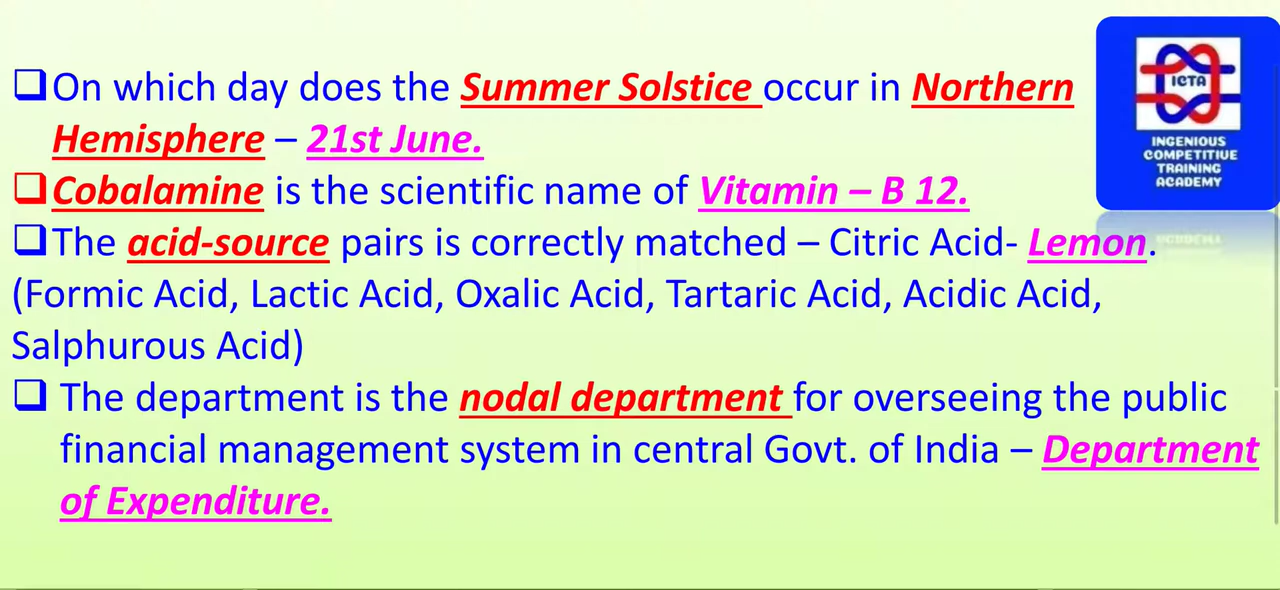 ❑On which day does the Summer Solstice occur in Northern
Hemisphere – 21st June.
❑Cobalamine is the scientific name of Vitamin – B 12.
❑The acid-source pairs is correctly matched – Citric Acid- Lemon.
(Formic Acid, Lactic Acid, Oxalic Acid, Tartaric Acid, Acidic Acid,
Salphurous Acid)
❑ The department is the nodal department for overseeing the public
financial management system in central Govt. of India – Department
of Expenditure.
ICTA
INGENIOUS
COMPETITIUE
TRAINING
ACADEMY